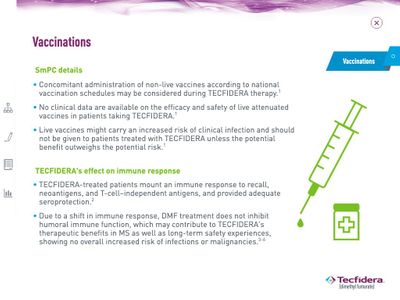 Vaccinations
Vaccinations
SmPC details
• Concomitant administration of non-live vaccines according to national
vaccination schedules may be considered during TECFIDERA therapy.¹
• No clinical data are available on the efficacy and safety of live attenuated
vaccines in patients taking TECFIDERA.¹
• Live vaccines might carry an increased risk of clinical infection and should
not be given to patients treated with TECFIDERA unless the potential
benefit outweighs the potential risk.¹
TECFIDERA's effect on immune response
• TECFIDERA-treated patients mount an immune response to recall,
neoantigens, and T-cell–independent antigens, and provided adequate
seroprotection.²
• Due to a shift in immune response, DMF treatment does not inhibit
humoral immune function, which may contribute to TECFIDERA's
therapeutic benefits in MS as well as long-term safety experiences,
showing no overall increased risk of infections or malignancies.
Tecfidera
(dimethyl fumarate)